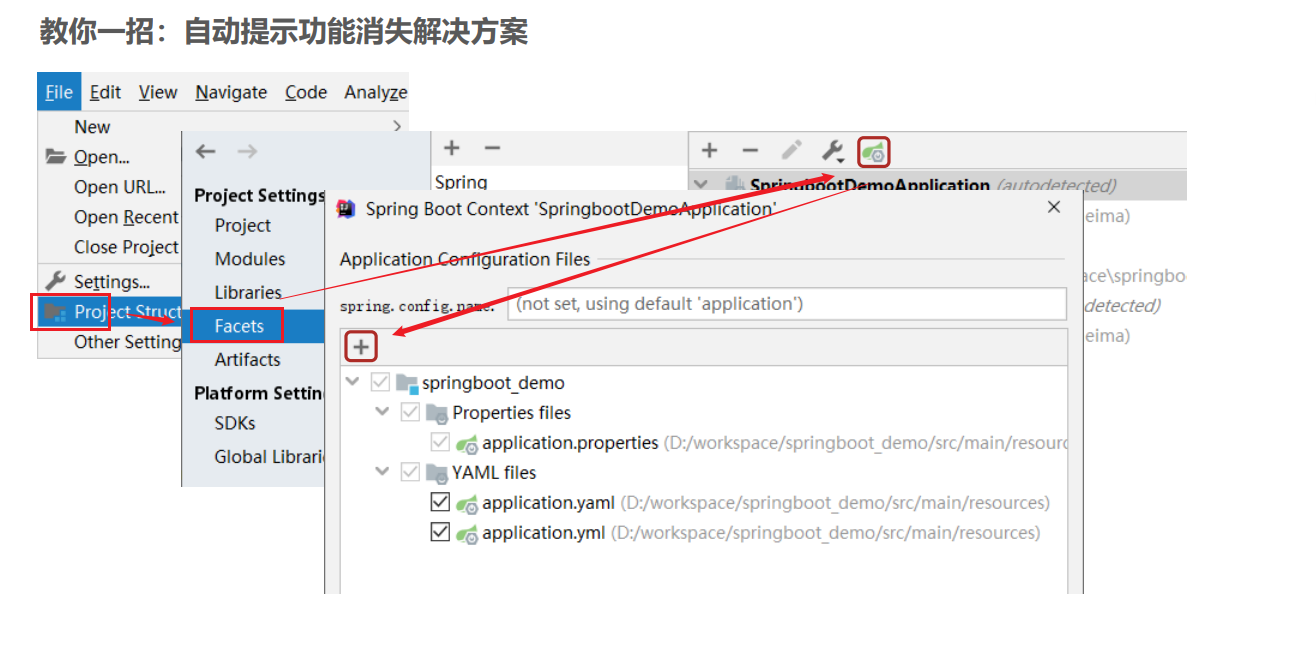 教你一招：自动提示功能消失解决方案
File Edit View Navigate Code Analyze
New
Open...
Open URL...
Open Recent
Close Project
Settings...
Project Struct
Other Setting
Project Settings
Project
Modules
Libraries
Facets
Artifacts
Platform Settin
SDKs
Global Librari
Spring
SpringbootDemoApplication (autodetected)
eima)
ace\springbo
detected)
eima)
Spring Boot Context 'SpringbootDemoApplication'
Application Configuration Files
spring.config.name: (not set, using default 'application')
springboot_demo
Properties files
application.properties (D:/workspace/springboot_demo/src/main/resourc
YAML files
application.yaml (D:/workspace/springboot_demo/src/main/resources)
application.yml (D:/workspace/springboot_demo/src/main/resources)